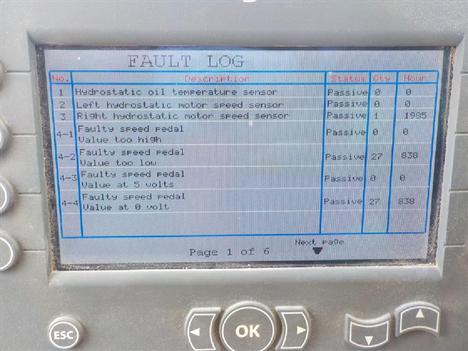 FAULT LOG
No. Description Status Qty Hour
1 Hydrostatic oil temperature sensor Passive 0 0
2 Left hydrostatic motor speed sensor Passive 0 0
3 Right hydrostatic motor speed sensor Passive 1 1985
4-1 Faulty speed pedal Passive 0 0
Value too high
4-2 Faulty speed pedal Passive 27 838
Value too low
4-3 Faulty speed pedal Passive 0 0
Value at 5 volts
4-4 Faulty speed pedal Passive 27 838
Value at 0 volt
Next page
Page 1 of 6
ESC
OK